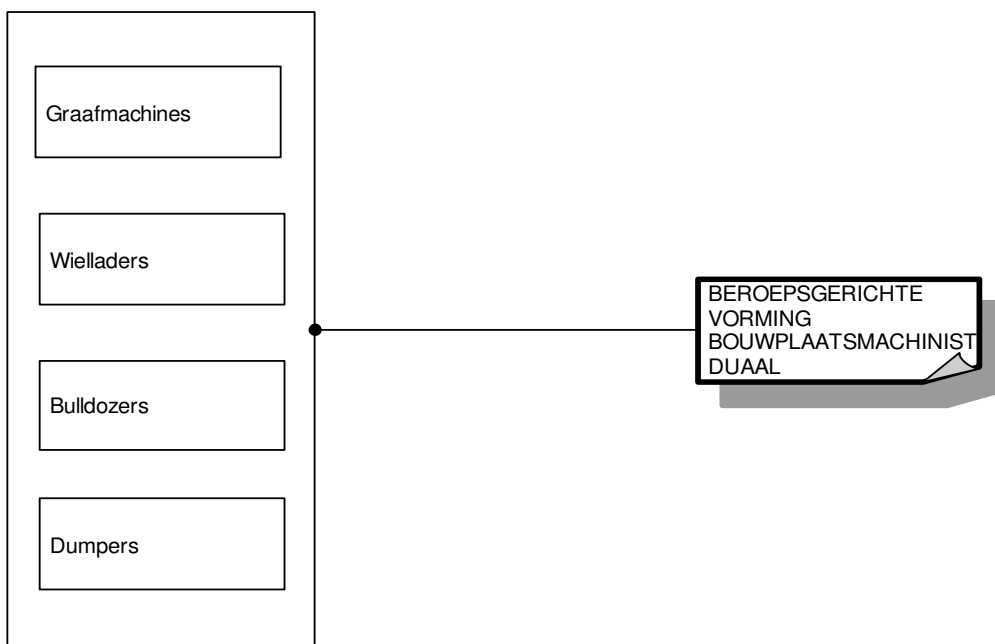 Graafmachines
Wielladers
Bulldozers
Dumpers
BEROEPSGERICHTE
VORMING
BOUWPLAATSMACHINIST
DUAAL